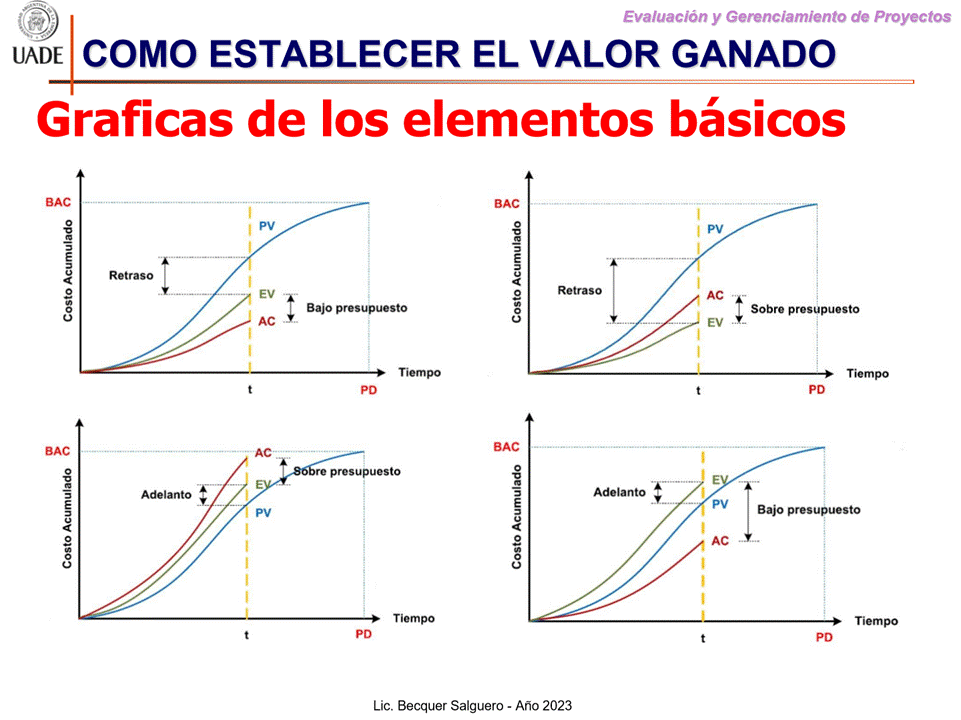 Evaluación y Gerenciamiento de Proyectos
UADE
COMO ESTABLECER EL VALOR GANADO
Graficas de los elementos básicos
BAC
Costo Acumulado
PV
Retraso
EV
Bajo presupuesto
AC
Tiempo
t
PD
BAC
Costo Acumulado
PV
Retraso
AC
Sobre presupuesto
EV
Tiempo
t
PD
BAC
Costo Acumulado
AC
Sobre presupuesto
EV
Adelanto
PV
Tiempo
t
PD
BAC
Costo Acumulado
EV
Adelanto
PV
Bajo presupuesto
AC
Tiempo
t
PD
Lic. Becquer Salguero - Año 2023